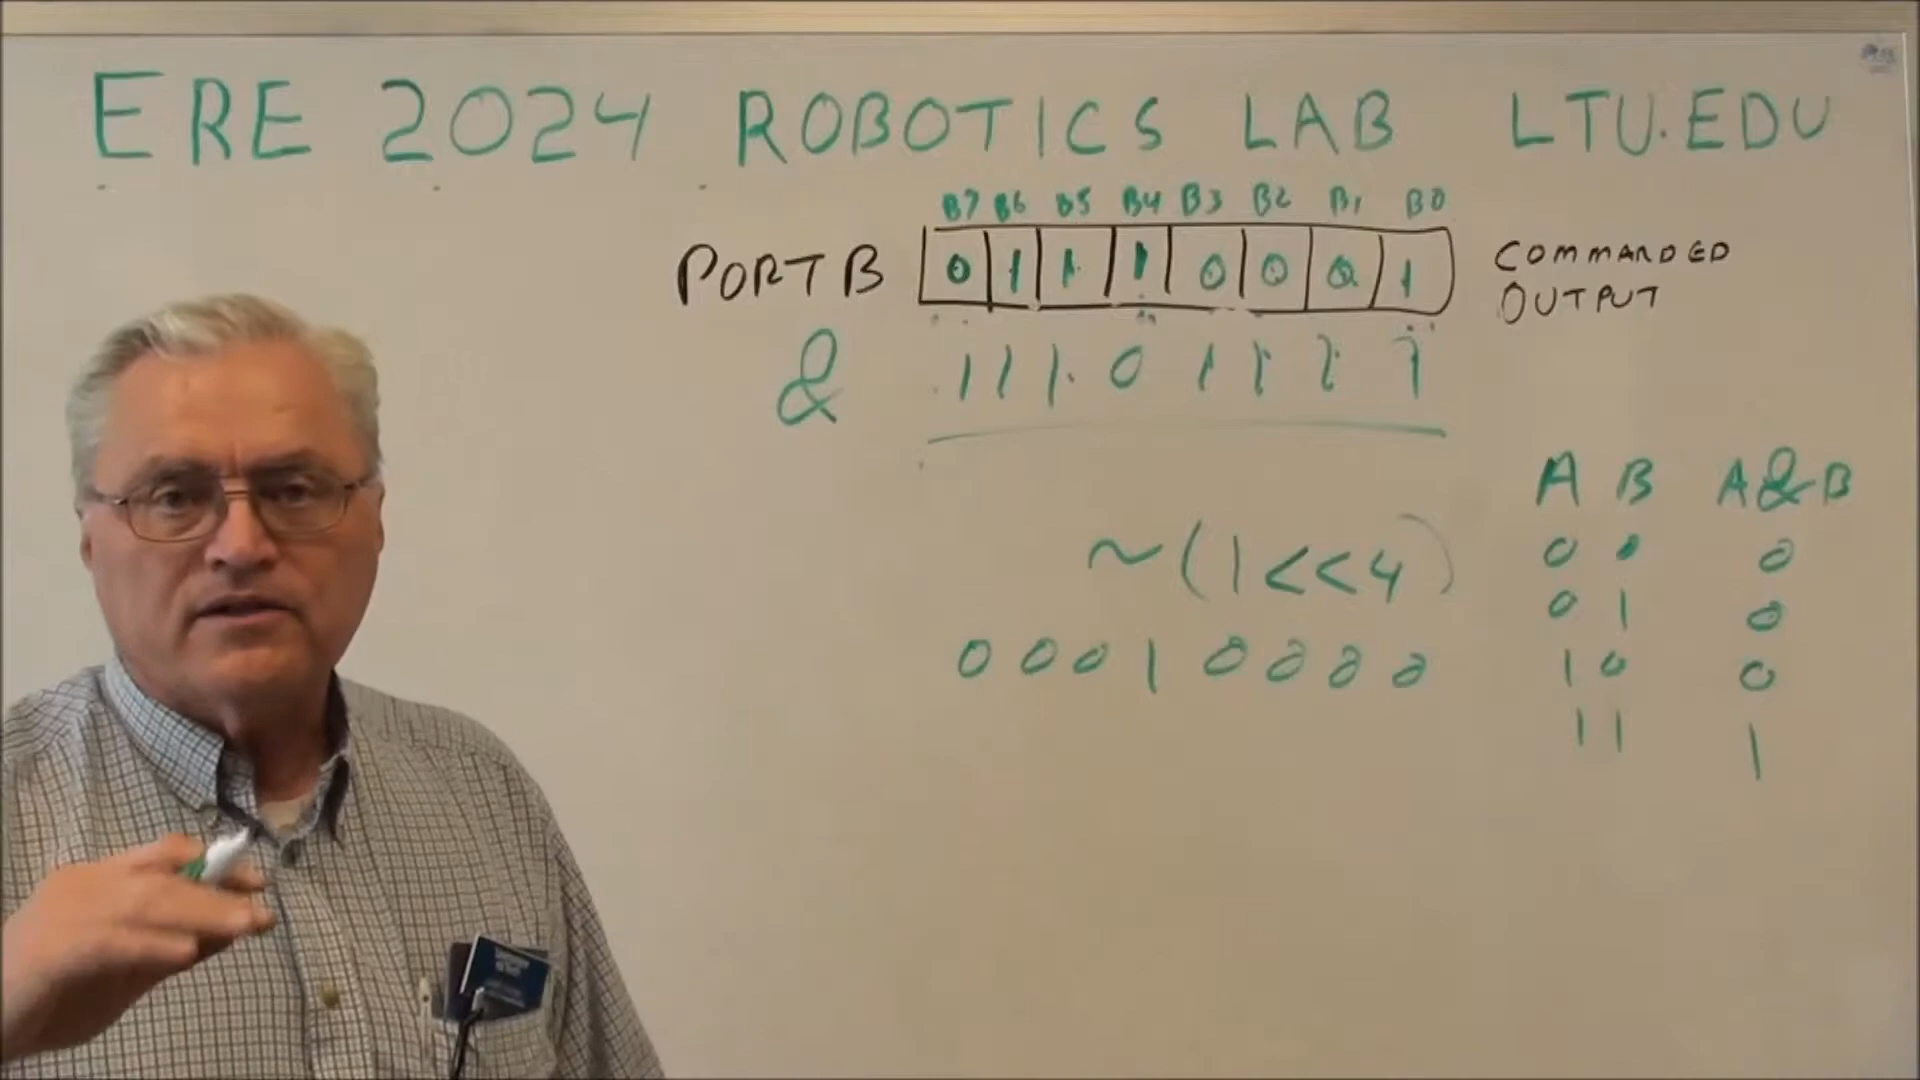 ERE 2024 ROBOTICS LAB LTU.EDU
B7 B6 B5 B4 B3 B2 B1 B0
PORTB 0 1 1 1 0 0 0 1 COMMANDED
OUTPUT
& 1 1 1 0 1 1 1 1
A B A&B
~(1<<4)
0 0 0
0 1 0
0 0 0 1 0 0 0 0
1 0 0
1 1 1